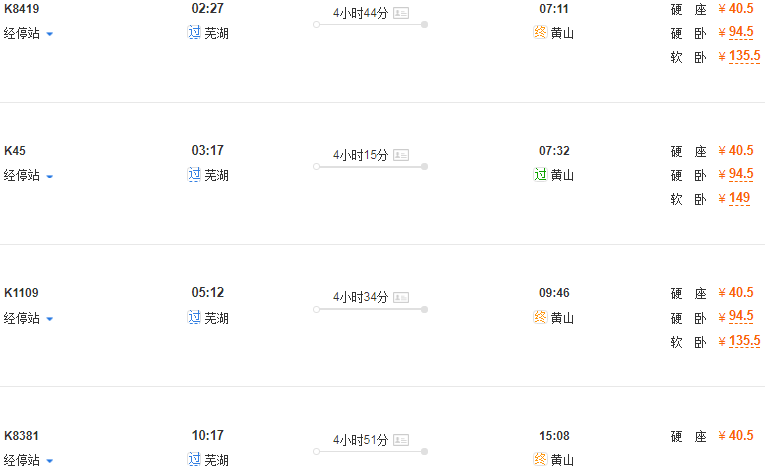 K8419 02:27 4小时44分 07:11 硬 座 ¥40.5
经停站 过 芜湖 终 黄山 硬 卧 ¥94.5
软 卧 ¥135.5
K45 03:17 4小时15分 07:32 硬 座 ¥40.5
经停站 过 芜湖 过 黄山 硬 卧 ¥94.5
软 卧 ¥149
K1109 05:12 4小时34分 09:46 硬 座 ¥40.5
经停站 过 芜湖 终 黄山 硬 卧 ¥94.5
软 卧 ¥135.5
K8381 10:17 4小时51分 15:08 硬 座 ¥40.5
经停站 过 芜湖 终 黄山